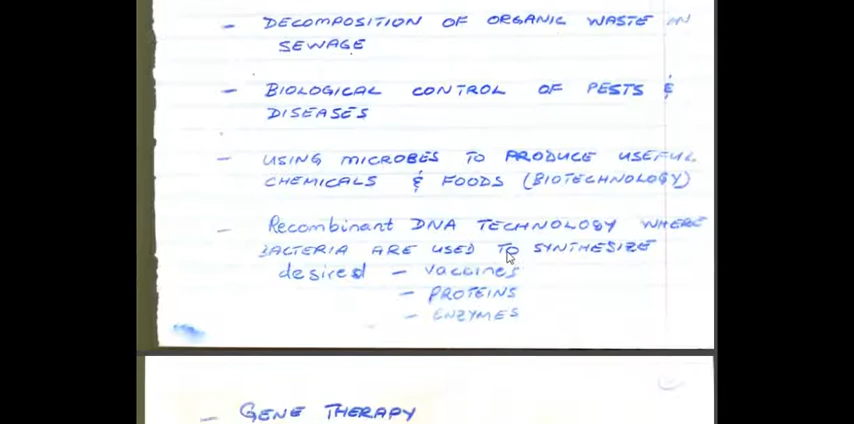 - DECOMPOSITION OF ORGANIC WASTE IN
SEWAGE
- BIOLOGICAL CONTROL OF PESTS &
DISEASES
- USING MICROBES TO PRODUCE USEFUL
CHEMICALS & FOODS (BIOTECHNOLOGY)
- Recombinant DNA TECHNOLOGY WHERE
BACTERIA ARE USED TO SYNTHESIZE
desired - vaccines
- PROTEINS
- ENZYMES
- GENE THERAPY